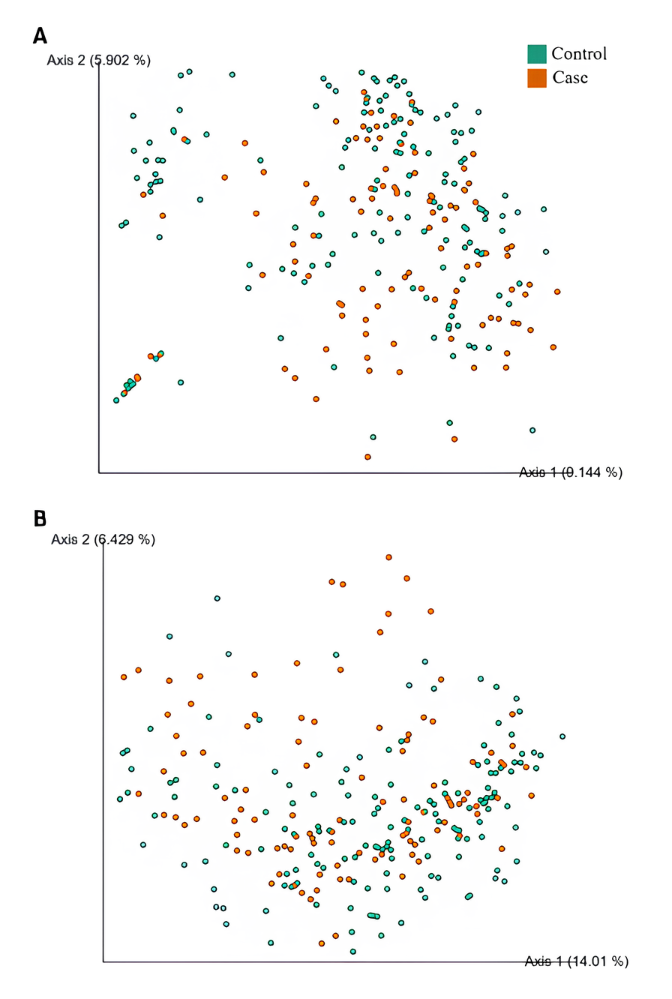 A
Axis 2 (5.902 %)
Control
Case
Axis 1 (9.144 %)
B
Axis 2 (6.429 %)
Axis 1 (14.01 %)